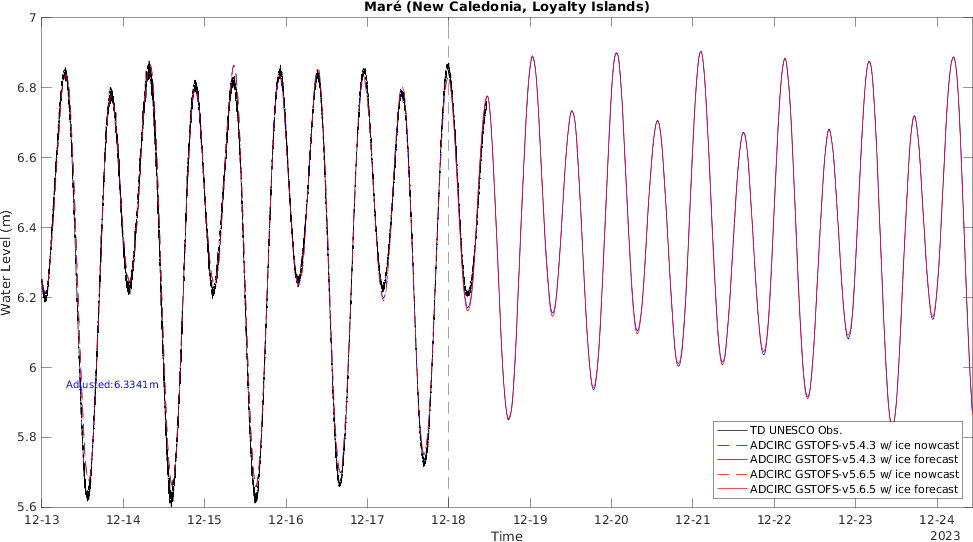 Maré (New Caledonia, Loyalty Islands)
7
6.8
6.6
6.4
6.2
6
5.8
5.6
Water Level (m)
Adjusted:6.3341m
TD UNESCO Obs.
ADCIRC GSTOFS-v5.4.3 w/ ice nowcast
ADCIRC GSTOFS-v5.4.3 w/ ice forecast
ADCIRC GSTOFS-v5.6.5 w/ ice nowcast
ADCIRC GSTOFS-v5.6.5 w/ ice forecast
12-13 12-14 12-15 12-16 12-17 12-18 12-19 12-20 12-21 12-22 12-23 12-24
Time
2023